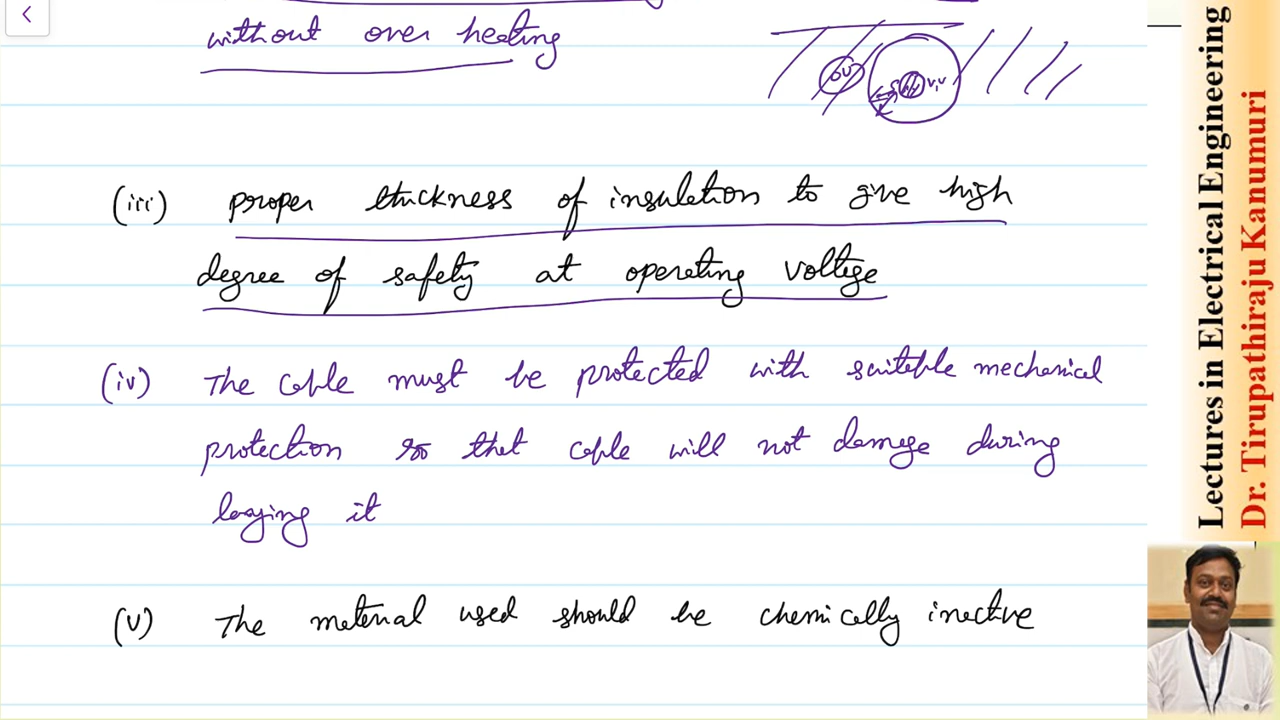 without over heating
0V
V,V
(iii) proper thickness of insulation to give high
degree of safety at operating voltage
(iv) The cable must be protected with suitable mechanical
protection so that cable will not damage during
laying it
(v) The material used should be chemically inactive
Lectures in Electrical Engineering
Dr. Tirupathiraju Kanumuri